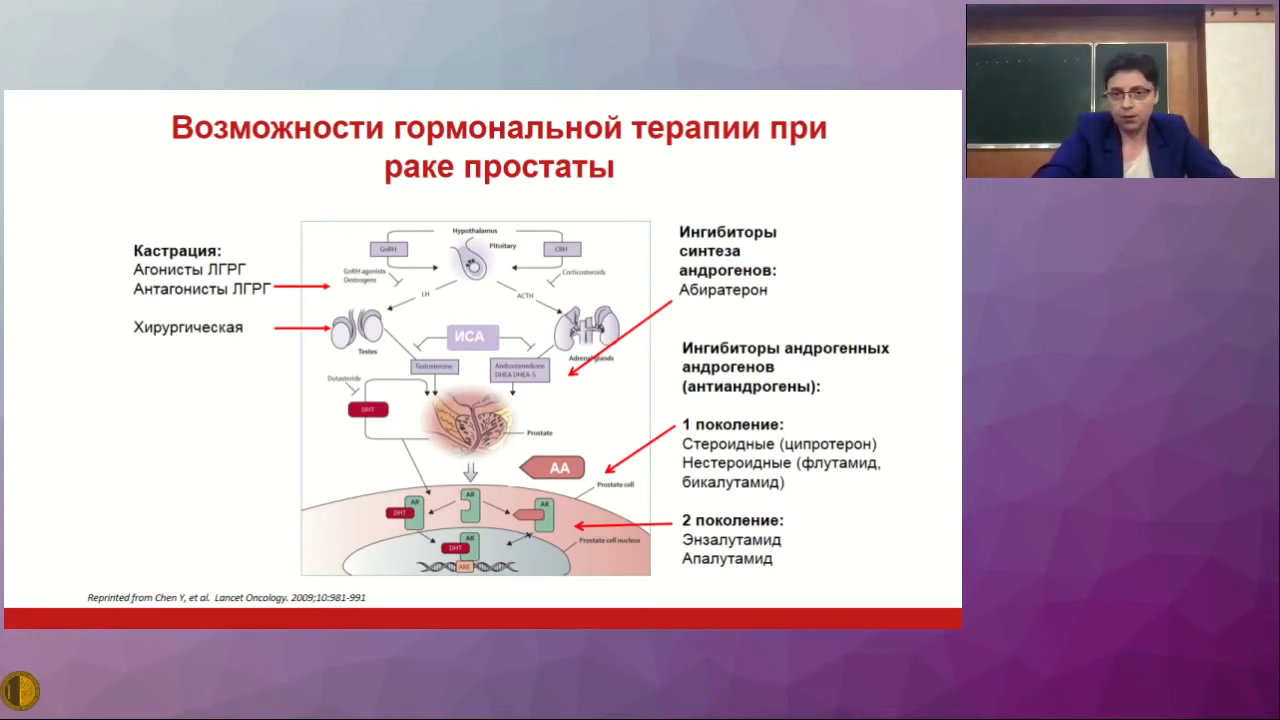 Возможности гормональной терапии при
раке простаты
Кастрация:
Агонисты ЛГРГ
Антагонисты ЛГРГ
Хирургическая
Hypothalamus
GnRH
Pituitary
CRH
GnRH agonists
Oestrogens
Corticosteroids
LH
ACTH
ИСА
Testes
Adrenal glands
Testosterone
Androstenedione
DHEA DHEA-S
Dutasteride
DHT
Prostate
AA
Prostate cell
AR
AR
AR
DHT
AR
DHT
Prostate cell nucleus
ARE
Ингибиторы
синтеза
андрогенов:
Абиратерон
Ингибиторы андрогенных
андрогенов
(антиандрогены):
1 поколение:
Стероидные (ципротерон)
Нестероидные (флутамид,
бикалутамид)
2 поколение:
Энзалутамид
Апалутамид
Reprinted from Chen Y, et al. Lancet Oncology. 2009;10:981-991